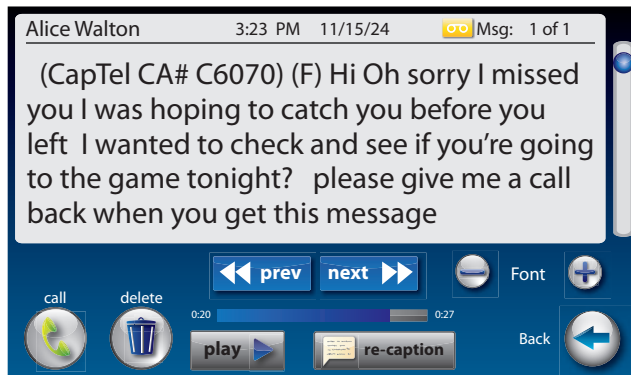 Alice Walton 3:23 PM 11/15/24 Msg: 1 of 1
(CapTel CA# C6070) (F) Hi Oh sorry I missed
you I was hoping to catch you before you
left I wanted to check and see if you're going
to the game tonight? please give me a call
back when you get this message
prev next Font
call delete
0:20 0:27
Back
play re-caption